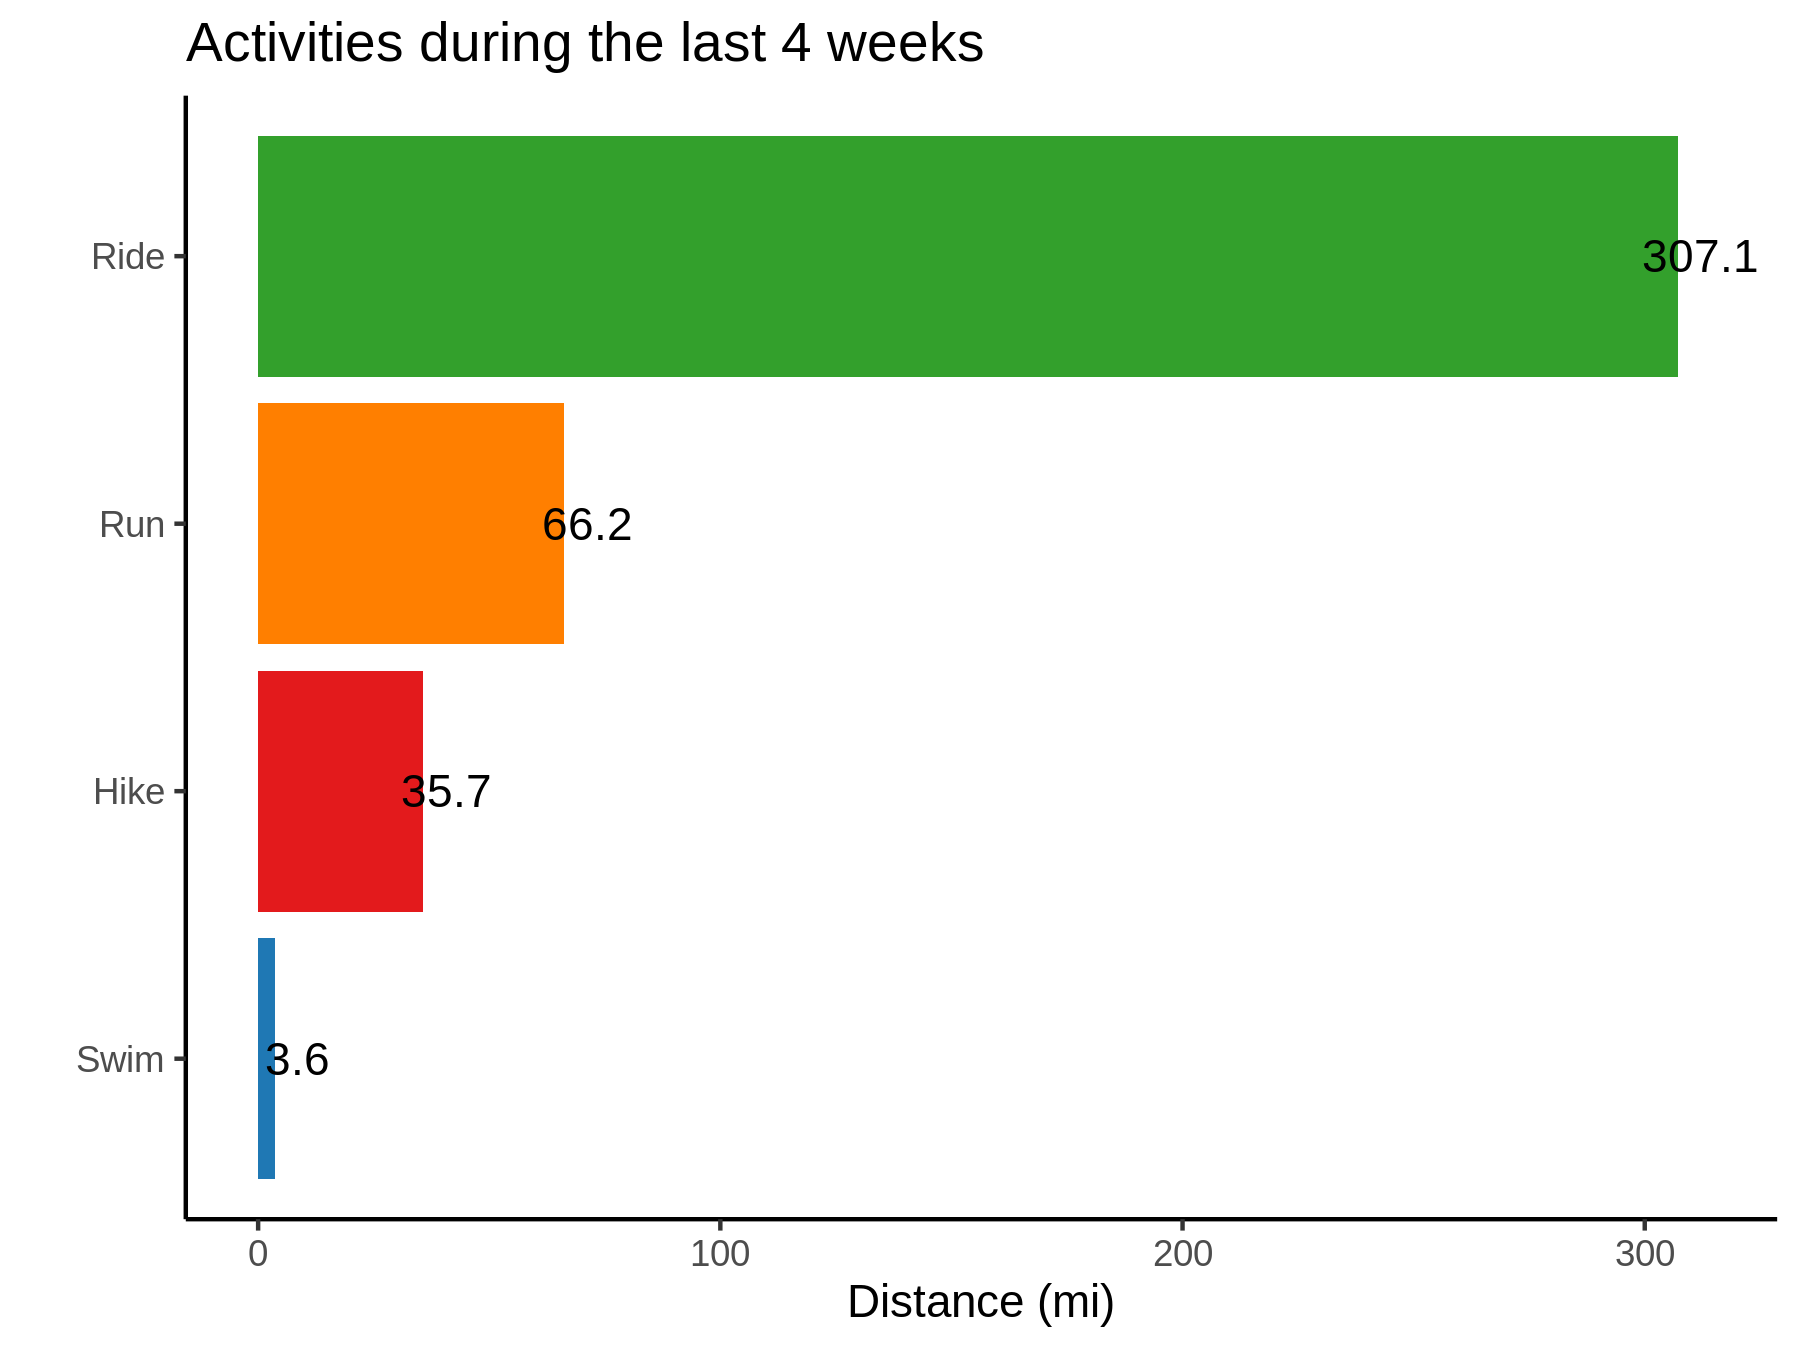 Activities during the last 4 weeks
Ride
307.1
Run
66.2
Hike
35.7
Swim
3.6
0 100 200 300
Distance (mi)